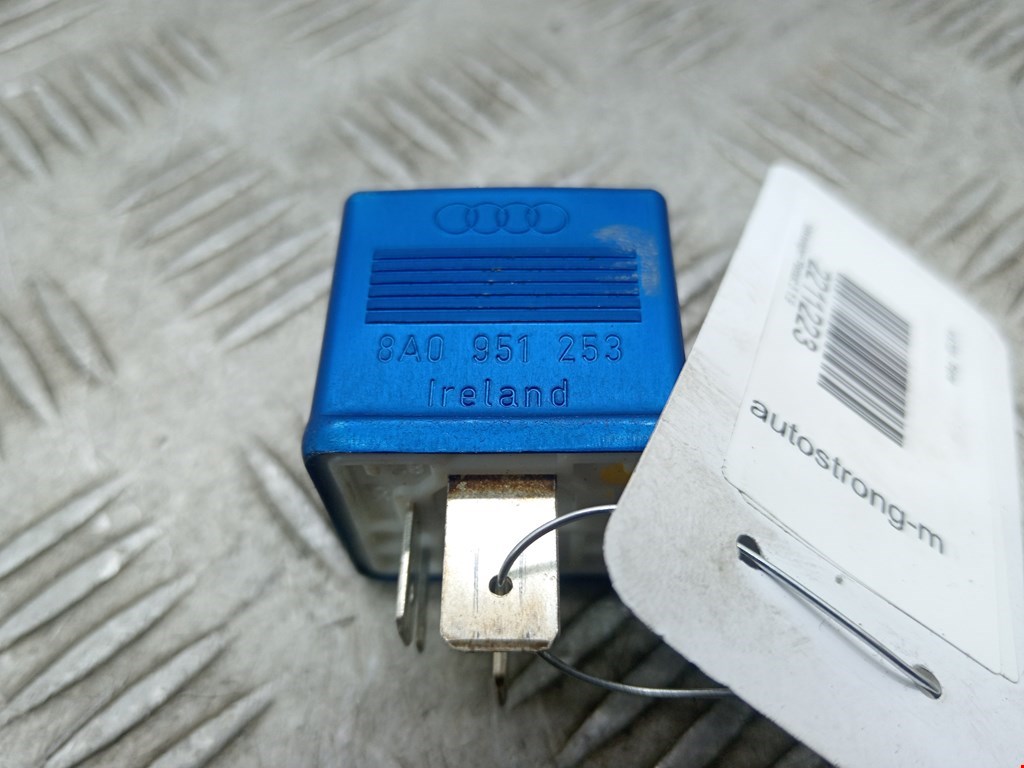 8A0 951 253
Ireland
2211223
autostrong-m